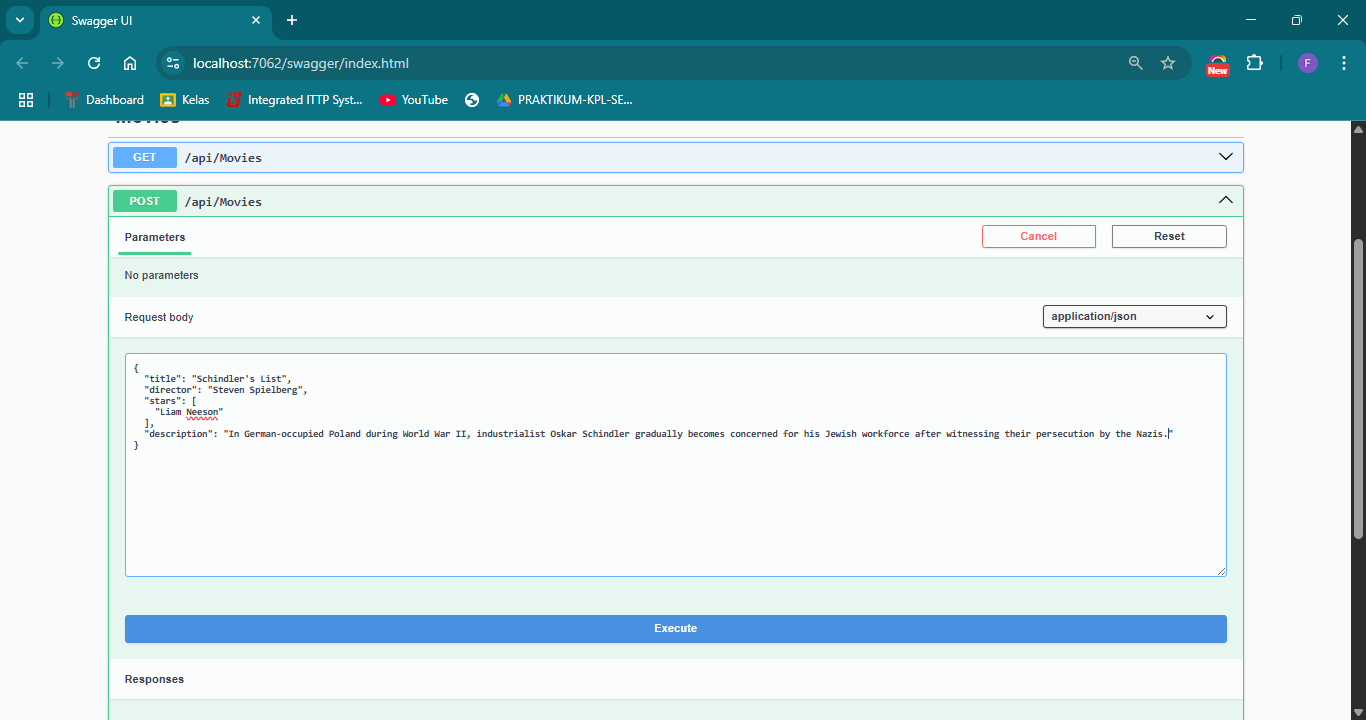 Swagger UI
localhost:7062/swagger/index.html
New
F
Dashboard
Kelas
Integrated ITTP Syst...
YouTube
PRAKTIKUM-KPL-SE...
GET /api/Movies
POST /api/Movies
Parameters
Cancel
Reset
No parameters
Request body
application/json
{
"title": "Schindler's List",
"director": "Steven Spielberg",
"stars": [
"Liam Neeson"
],
"description": "In German-occupied Poland during World War II, industrialist Oskar Schindler gradually becomes concerned for his Jewish workforce after witnessing their persecution by the Nazis."
}
Execute
Responses